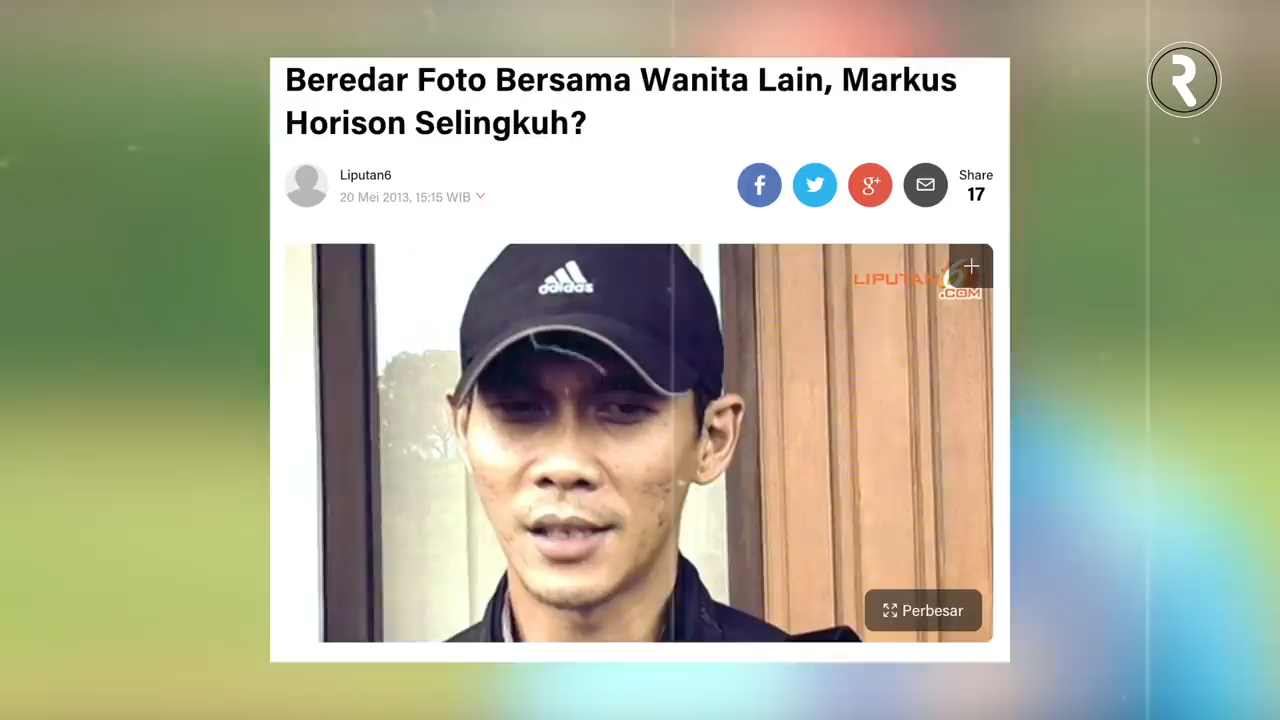 Beredar Foto Bersama Wanita Lain, Markus
Horison Selingkuh?
Liputan6
20 Mei 2013, 15:15 WIB
f
g+
Share
17
adidas
LIPUTAN6
.COM
Perbesar
R